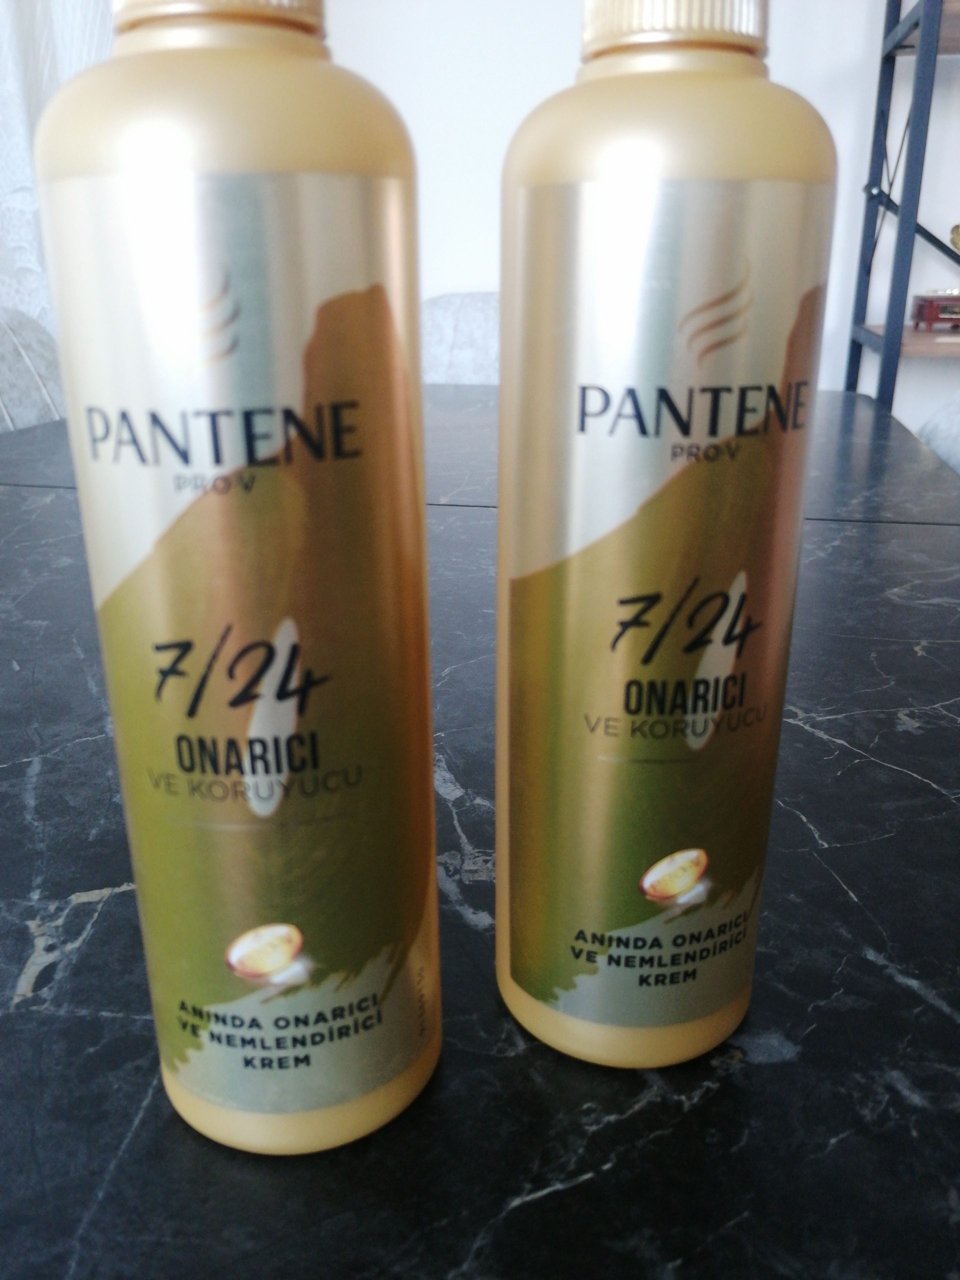 PANTENE
PRO-V
7/24
ONARICI
VE KORUYUCU
ANINDA ONARICI
VE NEMLENDİRİCİ
KREM
PANTENE
PRO-V
7/24
ONARICI
VE KORUYUCU
ANINDA ONARICI
VE NEMLENDİRİCİ
KREM